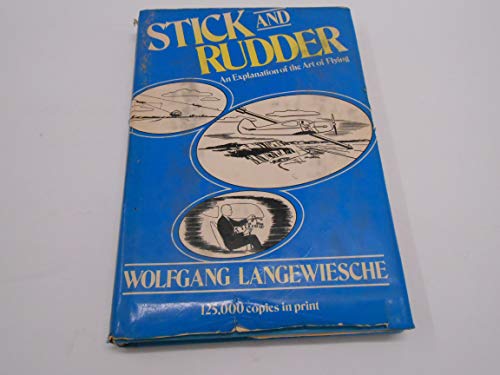 STICK AND
RUDDER
An Explanation of the Art of Flying
WOLFGANG LANGEWIESCHE
125,000 copies in print